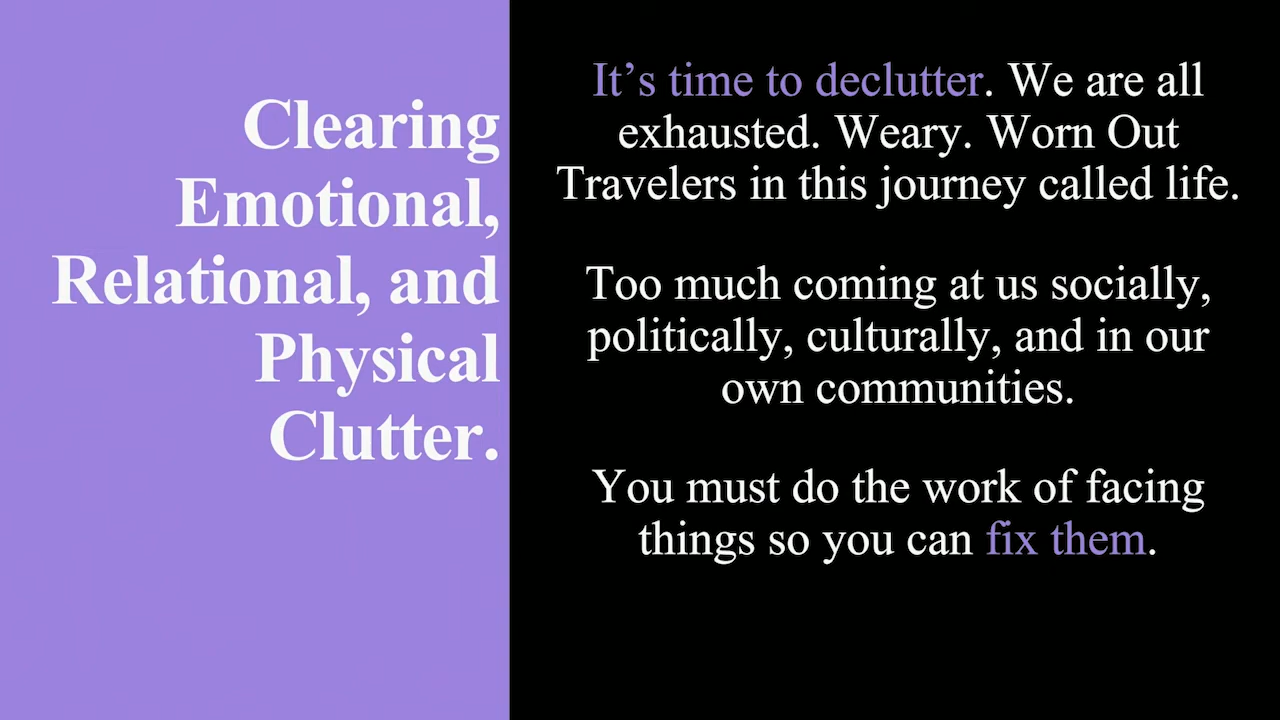 Clearing
Emotional,
Relational, and
Physical
Clutter.
It’s time to declutter. We are all
exhausted. Weary. Worn Out
Travelers in this journey called life.
Too much coming at us socially,
politically, culturally, and in our
own communities.
You must do the work of facing
things so you can fix them.